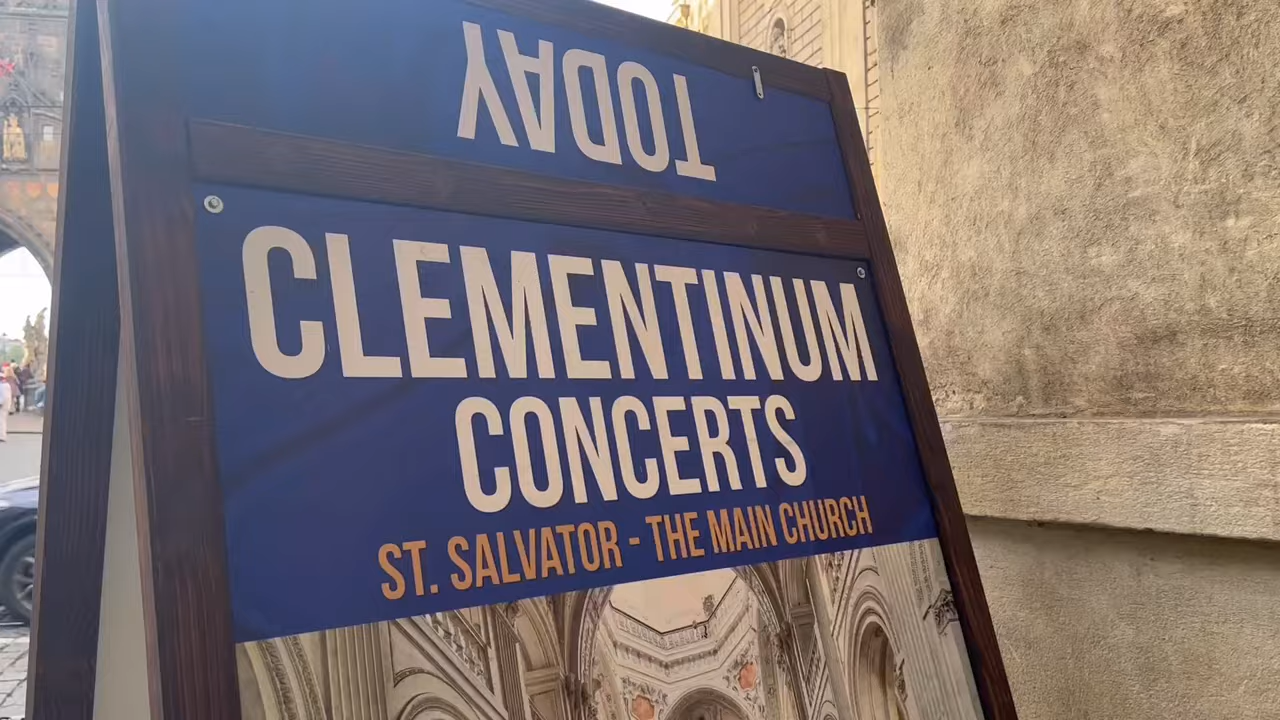 TODAY
CLEMENTINUM
CONCERTS
ST. SALVATOR - THE MAIN CHURCH